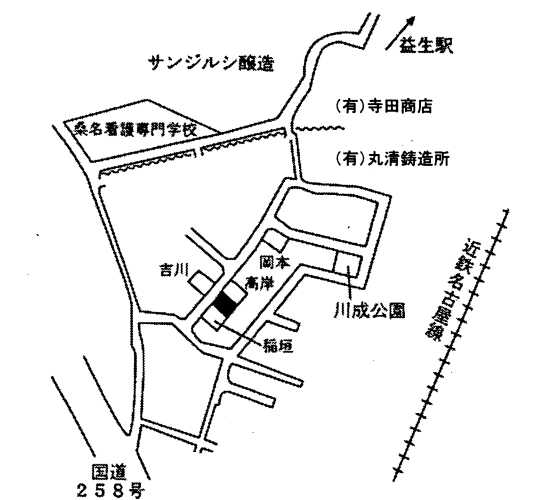 益生駅
サンジルシ醸造
(有)寺田商店
桑名看護専門学校
(有)丸清鋳造所
近鉄名古屋線
吉川
岡本
高岸
川成公園
稲垣
国道
258号